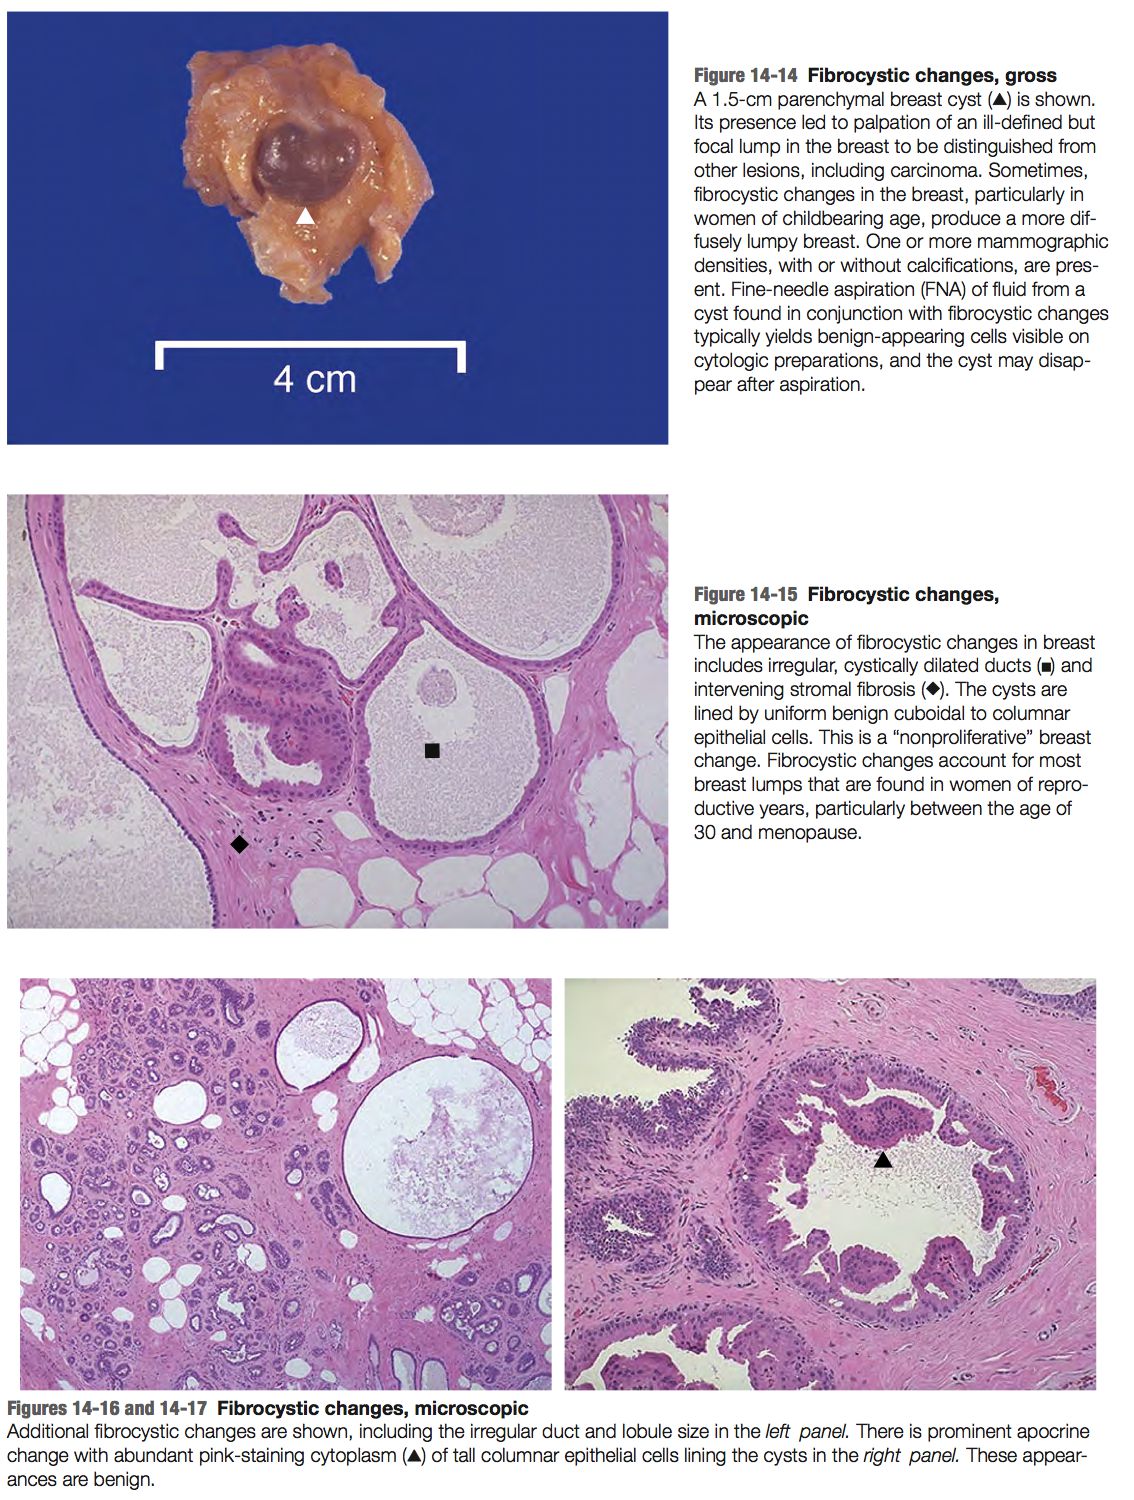 Figure 14-14 Fibrocystic changes, gross
A 1.5-cm parenchymal breast cyst (▲) is shown.
Its presence led to palpation of an ill-defined but
focal lump in the breast to be distinguished from
other lesions, including carcinoma. Sometimes,
fibrocystic changes in the breast, particularly in
women of childbearing age, produce a more dif-
fusely lumpy breast. One or more mammographic
densities, with or without calcifications, are pres-
ent. Fine-needle aspiration (FNA) of fluid from a
cyst found in conjunction with fibrocystic changes
typically yields benign-appearing cells visible on
cytologic preparations, and the cyst may disap-
pear after aspiration.
4 cm
Figure 14-15 Fibrocystic changes,
microscopic
The appearance of fibrocystic changes in breast
includes irregular, cystically dilated ducts (■) and
intervening stromal fibrosis (◆). The cysts are
lined by uniform benign cuboidal to columnar
epithelial cells. This is a “nonproliferative” breast
change. Fibrocystic changes account for most
breast lumps that are found in women of repro-
ductive years, particularly between the age of
30 and menopause.
Figures 14-16 and 14-17 Fibrocystic changes, microscopic
Additional fibrocystic changes are shown, including the irregular duct and lobule size in the left panel. There is prominent apocrine
change with abundant pink-staining cytoplasm (▲) of tall columnar epithelial cells lining the cysts in the right panel. These appear-
ances are benign.